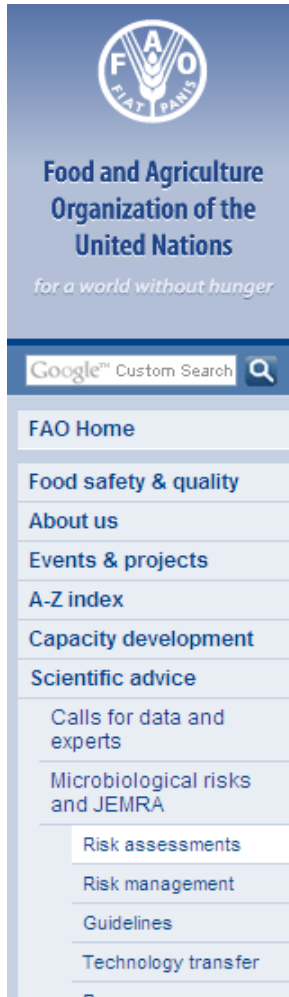 FAO
FIAT PANIS
Food and Agriculture
Organization of the
United Nations
for a world without hunger
Google™ Custom Search
FAO Home
Food safety & quality
About us
Events & projects
A-Z index
Capacity development
Scientific advice
Calls for data and
experts
Microbiological risks
and JEMRA
Risk assessments
Risk management
Guidelines
Technology transfer